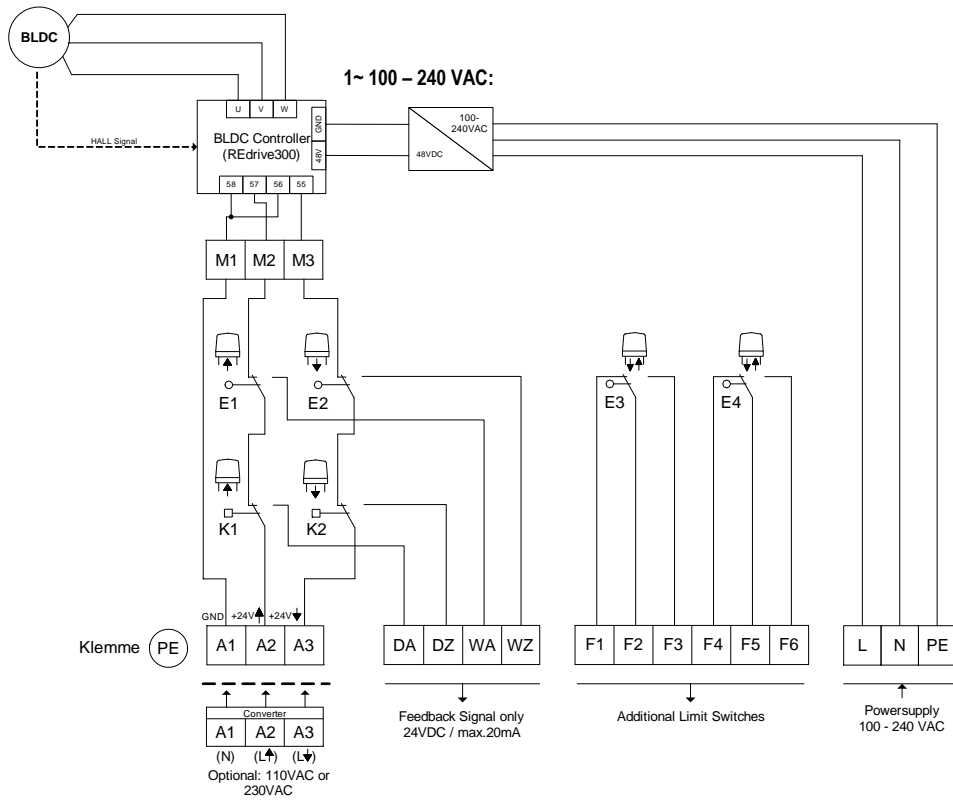 BLDC
1~ 100 – 240 VAC:
U V W
GND
100-
240VAC
HALL Signal
BLDC Controller
(REdrive300)
48V
48VDC
58 57 56 55
M1 M2 M3
E1 E2 E3 E4
K1 K2
GND +24V +24V
Klemme PE A1 A2 A3 DA DZ WA WZ F1 F2 F3 F4 F5 F6 L N PE
Converter
A1 A2 A3
(N) (L) (L)
Optional: 110VAC or
230VAC
Feedback Signal only
24VDC / max.20mA
Additional Limit Switches
Powersupply
100 - 240 VAC